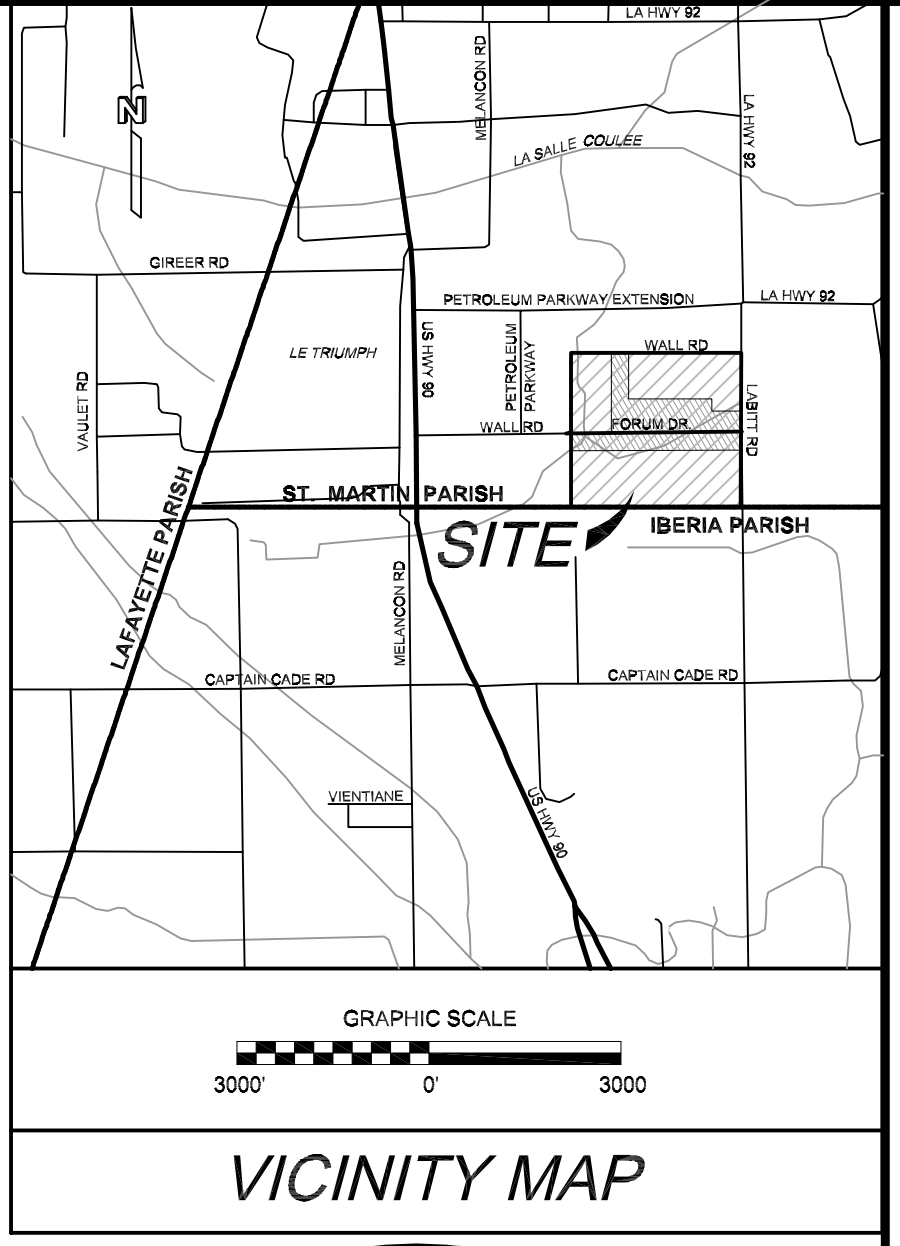 LA HWY 92
MELANCON RD
N
LA HWY 92
LA SALLE COULEE
GIREER RD
PETROLEUM PARKWAY EXTENSION
LA HWY 92
US HWY 90
PETROLEUM
PARKWAY
LE TRIUMPH
WALL RD
VAULET RD
LABITT RD
WALL RD
FORUM DR.
ST. MARTIN PARISH
LAFAYETTE PARISH
SITE
IBERIA PARISH
MELANCON RD
CAPTAIN CADE RD
CAPTAIN CADE RD
VIENTIANE
US HWY 90
GRAPHIC SCALE
3000' 0' 3000
VICINITY MAP